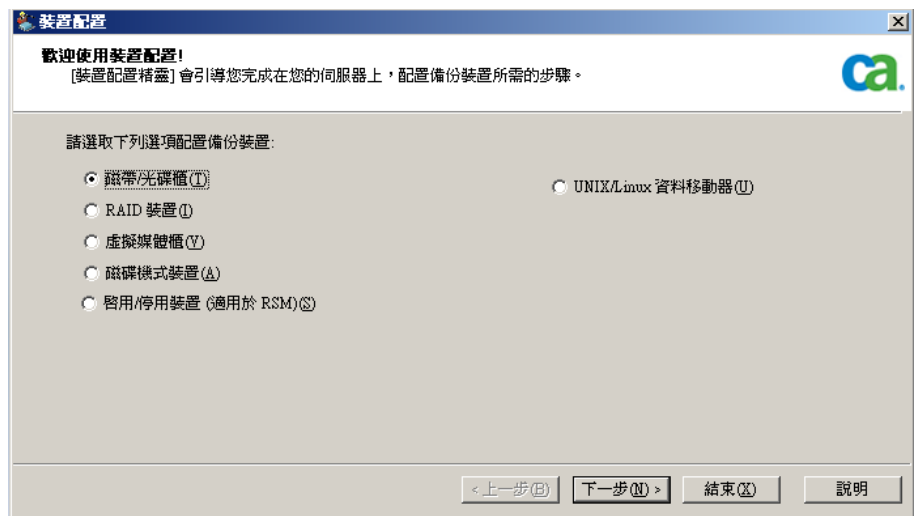 裝置配置
歡迎使用裝置配置!
[裝置配置精靈] 會引導您完成在您的伺服器上，配置備份裝置所需的步驟。
ca.
請選取下列選項配置備份裝置:
磁帶/光碟櫃(T)
UNIX/Linux 資料移動器(U)
RAID 裝置(I)
虛擬媒體櫃(V)
磁碟機式裝置(A)
啓用/停用裝置 (適用於 RSM)(S)
<上一步(B)
下一步(N) >
結束(X)
說明